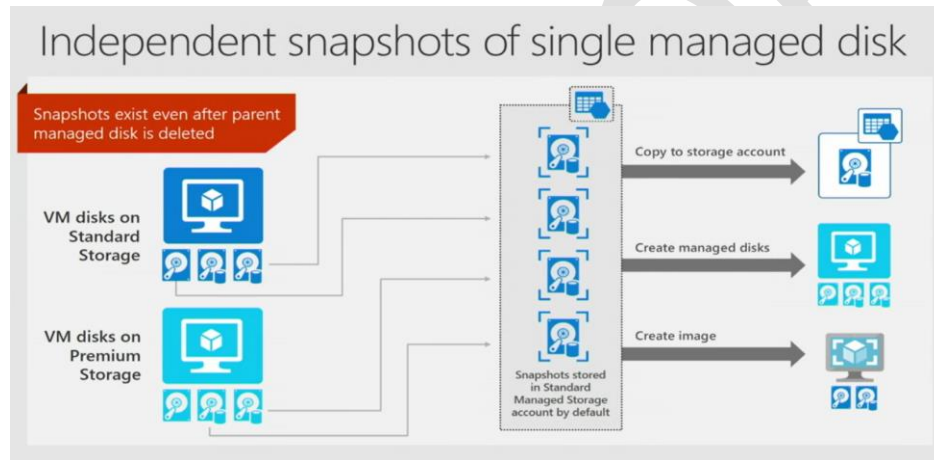 Independent snapshots of single managed disk
Snapshots exist even after parent
managed disk is deleted
VM disks on
Standard
Storage
VM disks on
Premium
Storage
Snapshots stored
in Standard
Managed Storage
account by default
Copy to storage account
Create managed disks
Create image